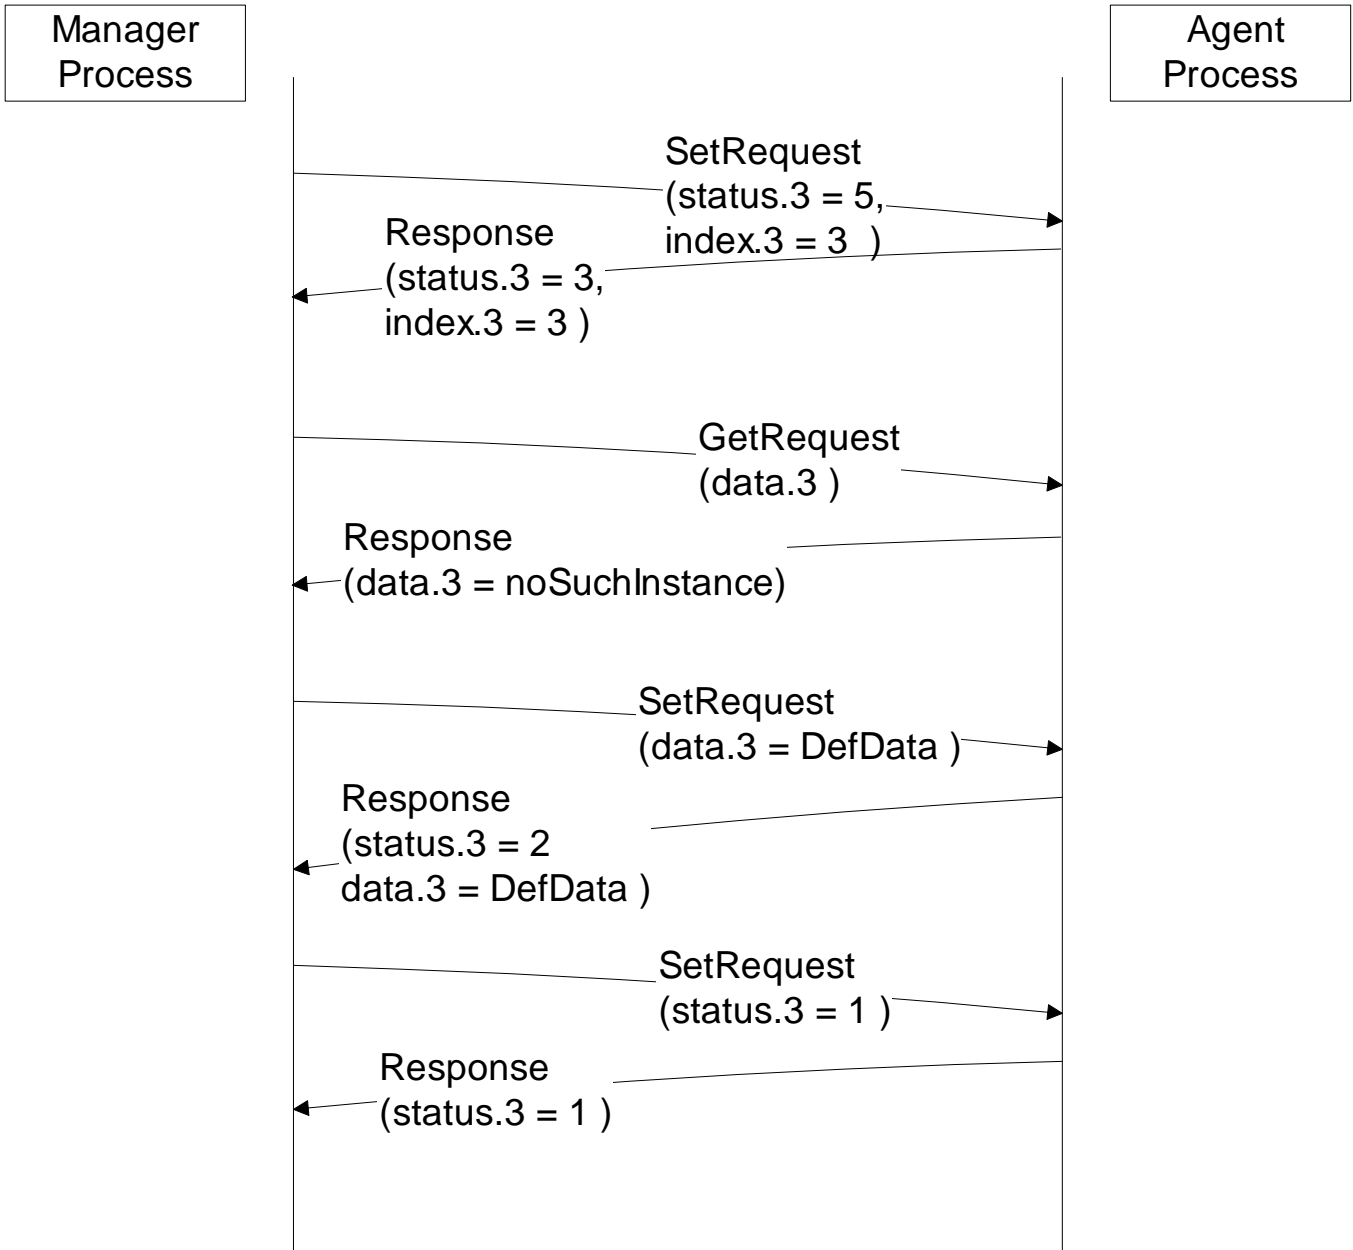 Manager
Process
Agent
Process
SetRequest
(status.3 = 5,
index.3 = 3 )
Response
(status.3 = 3,
index.3 = 3 )
GetRequest
(data.3 )
Response
(data.3 = noSuchInstance)
SetRequest
(data.3 = DefData )
Response
(status.3 = 2
data.3 = DefData )
SetRequest
(status.3 = 1 )
Response
(status.3 = 1 )